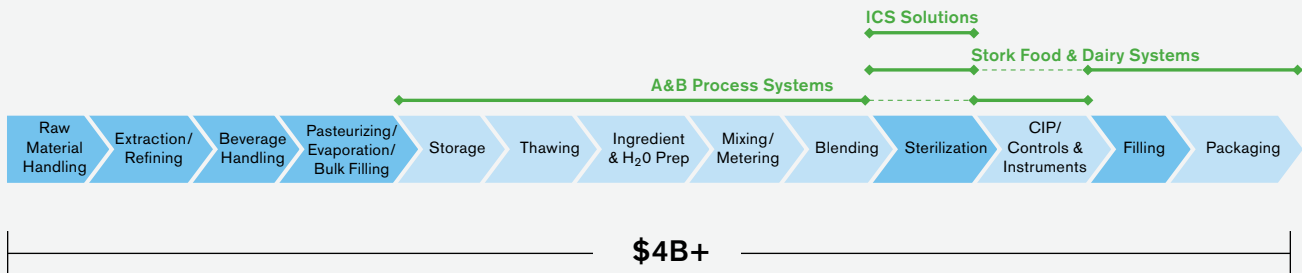 ICS Solutions
Stork Food & Dairy Systems
A&B Process Systems
Raw
Material
Handling
Extraction/
Refining
Beverage
Handling
Pasteurizing/
Evaporation/
Bulk Filling
Storage
Thawing
Ingredient
& H₂0 Prep
Mixing/
Metering
Blending
Sterilization
CIP/
Controls &
Instruments
Filling
Packaging
$4B+